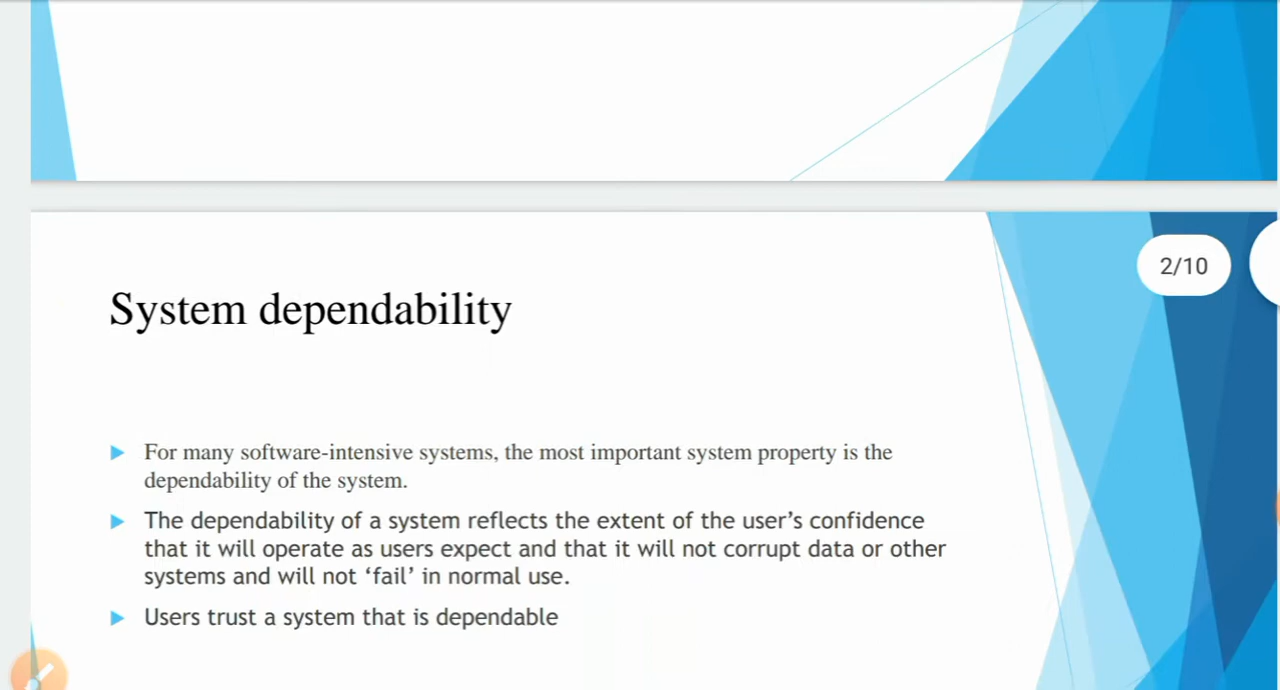 2/10
System dependability
For many software-intensive systems, the most important system property is the
dependability of the system.
The dependability of a system reflects the extent of the user’s confidence
that it will operate as users expect and that it will not corrupt data or other
systems and will not ‘fail’ in normal use.
Users trust a system that is dependable